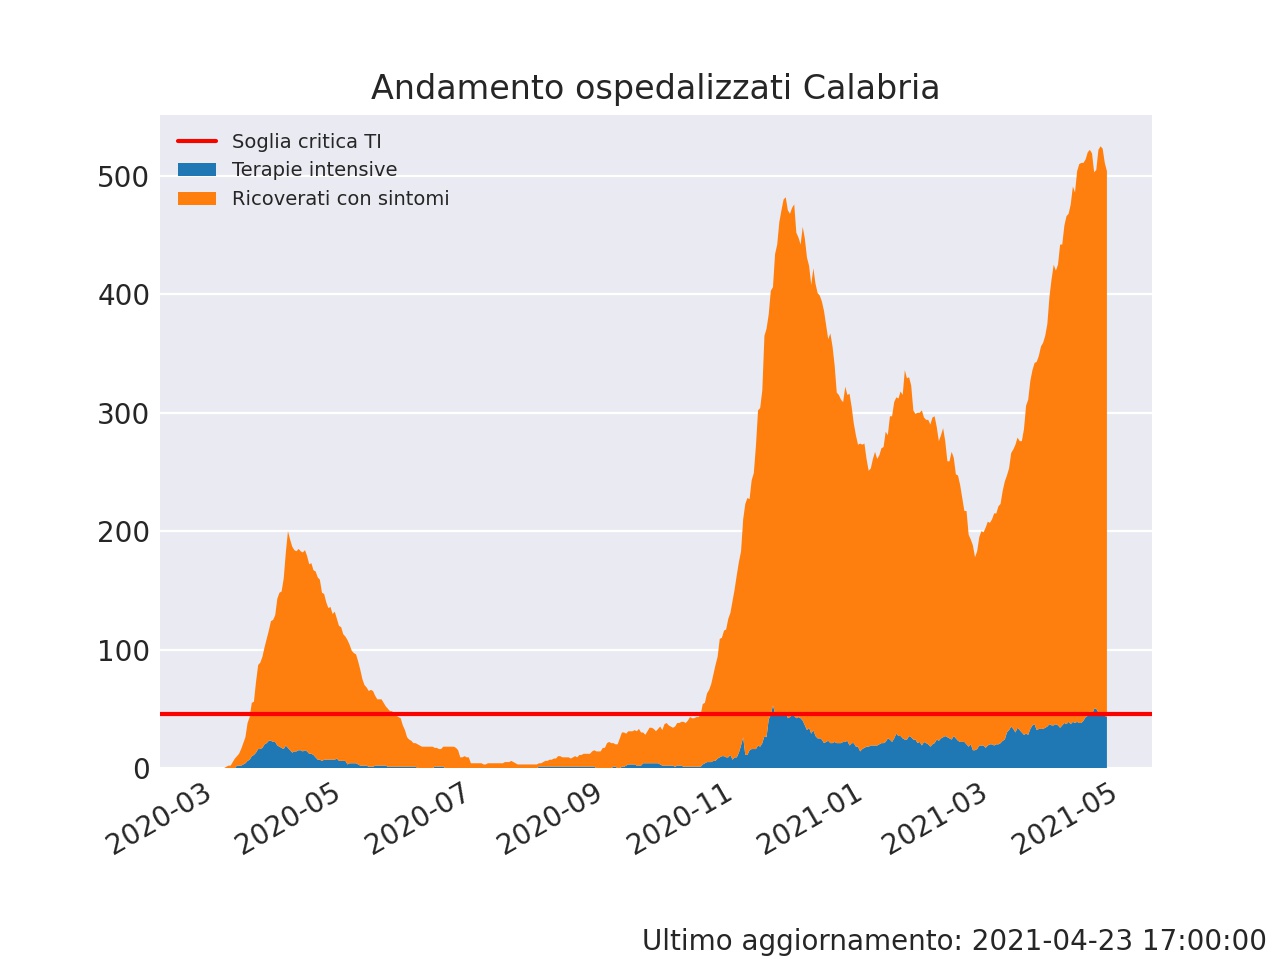 Andamento ospedalizzati Calabria
Soglia critica TI
Terapie intensive
Ricoverati con sintomi
500
400
300
200
100
0
2020-03
2020-05
2020-07
2020-09
2020-11
2021-01
2021-03
2021-05
Ultimo aggiornamento: 2021-04-23 17:00:00